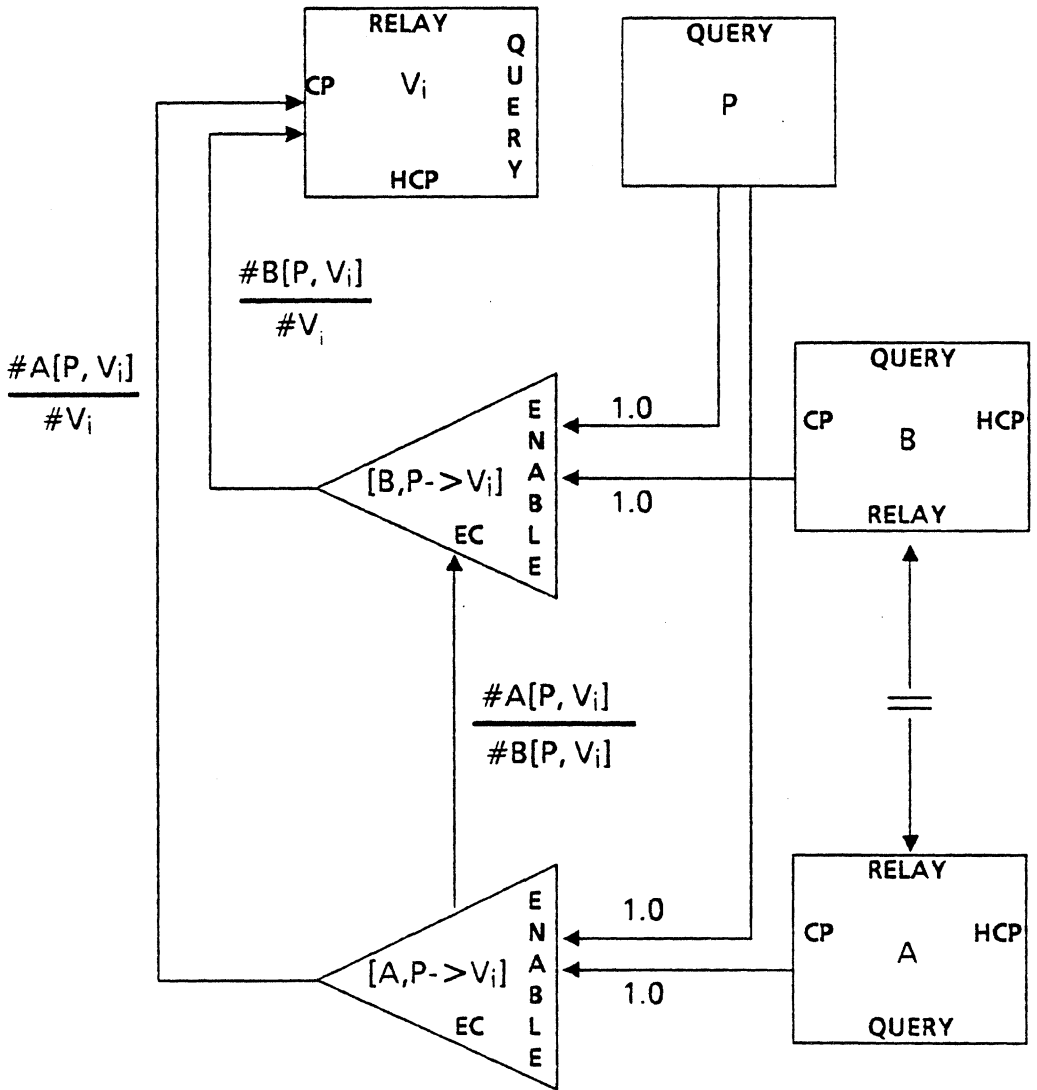 RELAY
QUERY
CP
Vi
HCP
QUERY
P
#B[P, Vi]
#Vi
#A[P, Vi]
#Vi
QUERY
CP
B
HCP
RELAY
ENABLE
1.0
[B,P->Vi]
1.0
EC
#A[P, Vi]
#B[P, Vi]
RELAY
CP
A
HCP
QUERY
ENABLE
1.0
[A,P->Vi]
1.0
EC